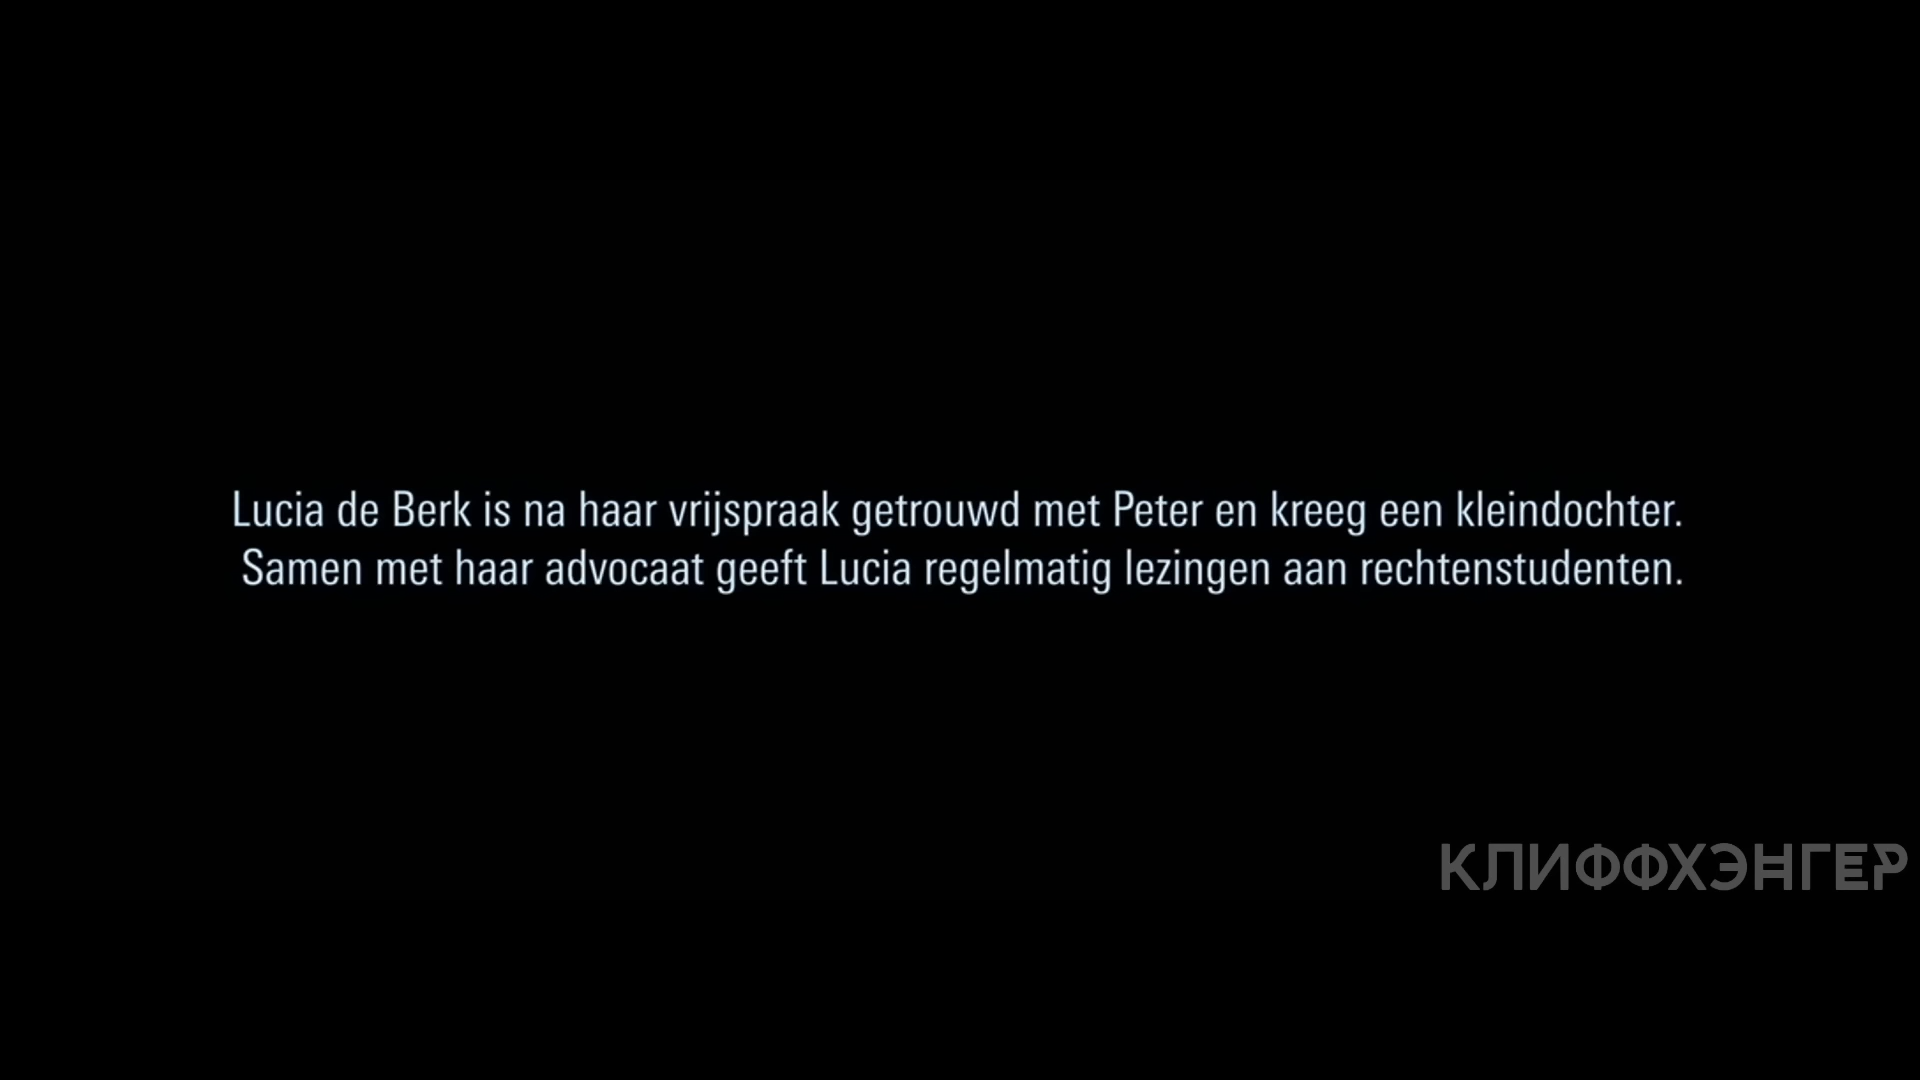 Lucia de Berk is na haar vrijspraak getrouwd met Peter en kreeg een kleindochter.
Samen met haar advocaat geeft Lucia regelmatig lezingen aan rechtenstudenten.
КЛИФФХЭНГЕР